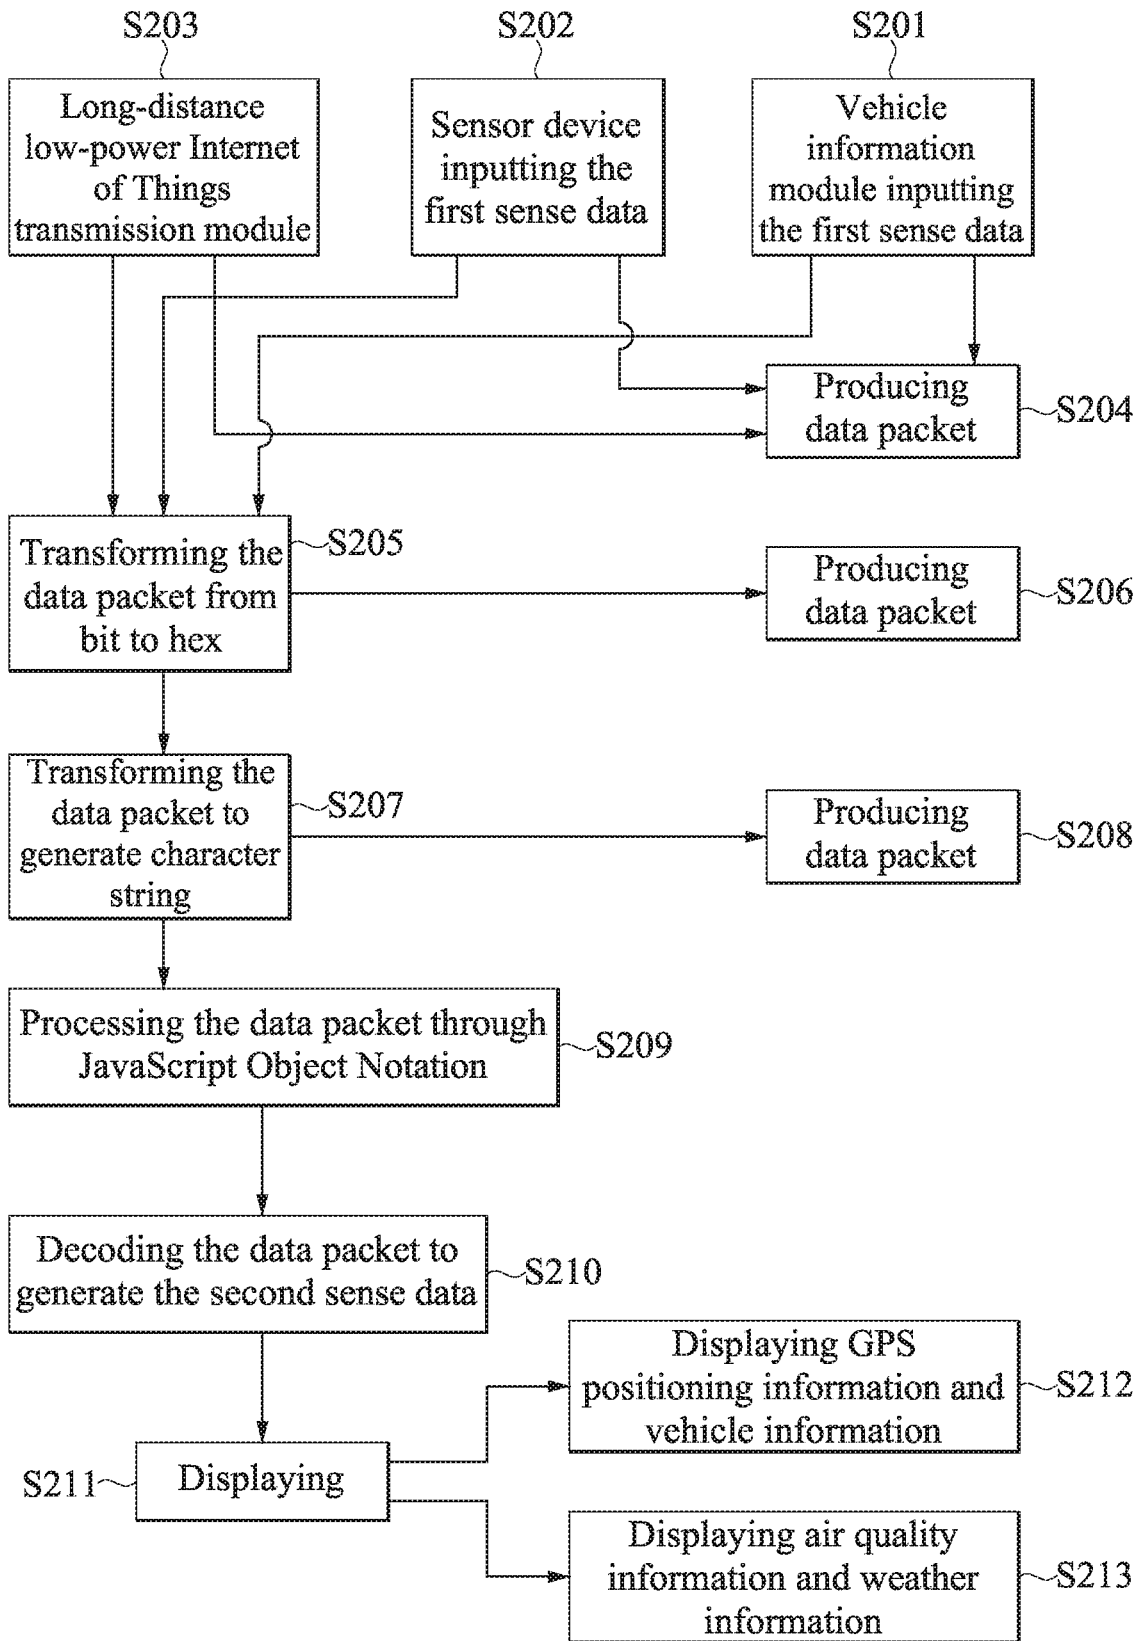 S203
S202
S201
Long-distance
low-power Internet
of Things
transmission module
Sensor device
inputting the
first sense data
Vehicle
information
module inputting
the first sense data
Producing
data packet
S204
Transforming the
data packet from
bit to hex
S205
Producing
data packet
S206
Transforming the
data packet to
generate character
string
S207
Producing
data packet
S208
Processing the data packet through
JavaScript Object Notation
S209
Decoding the data packet to
generate the second sense data
S210
Displaying GPS
positioning information and
vehicle information
S212
S211
Displaying
Displaying air quality
information and weather
information
S213